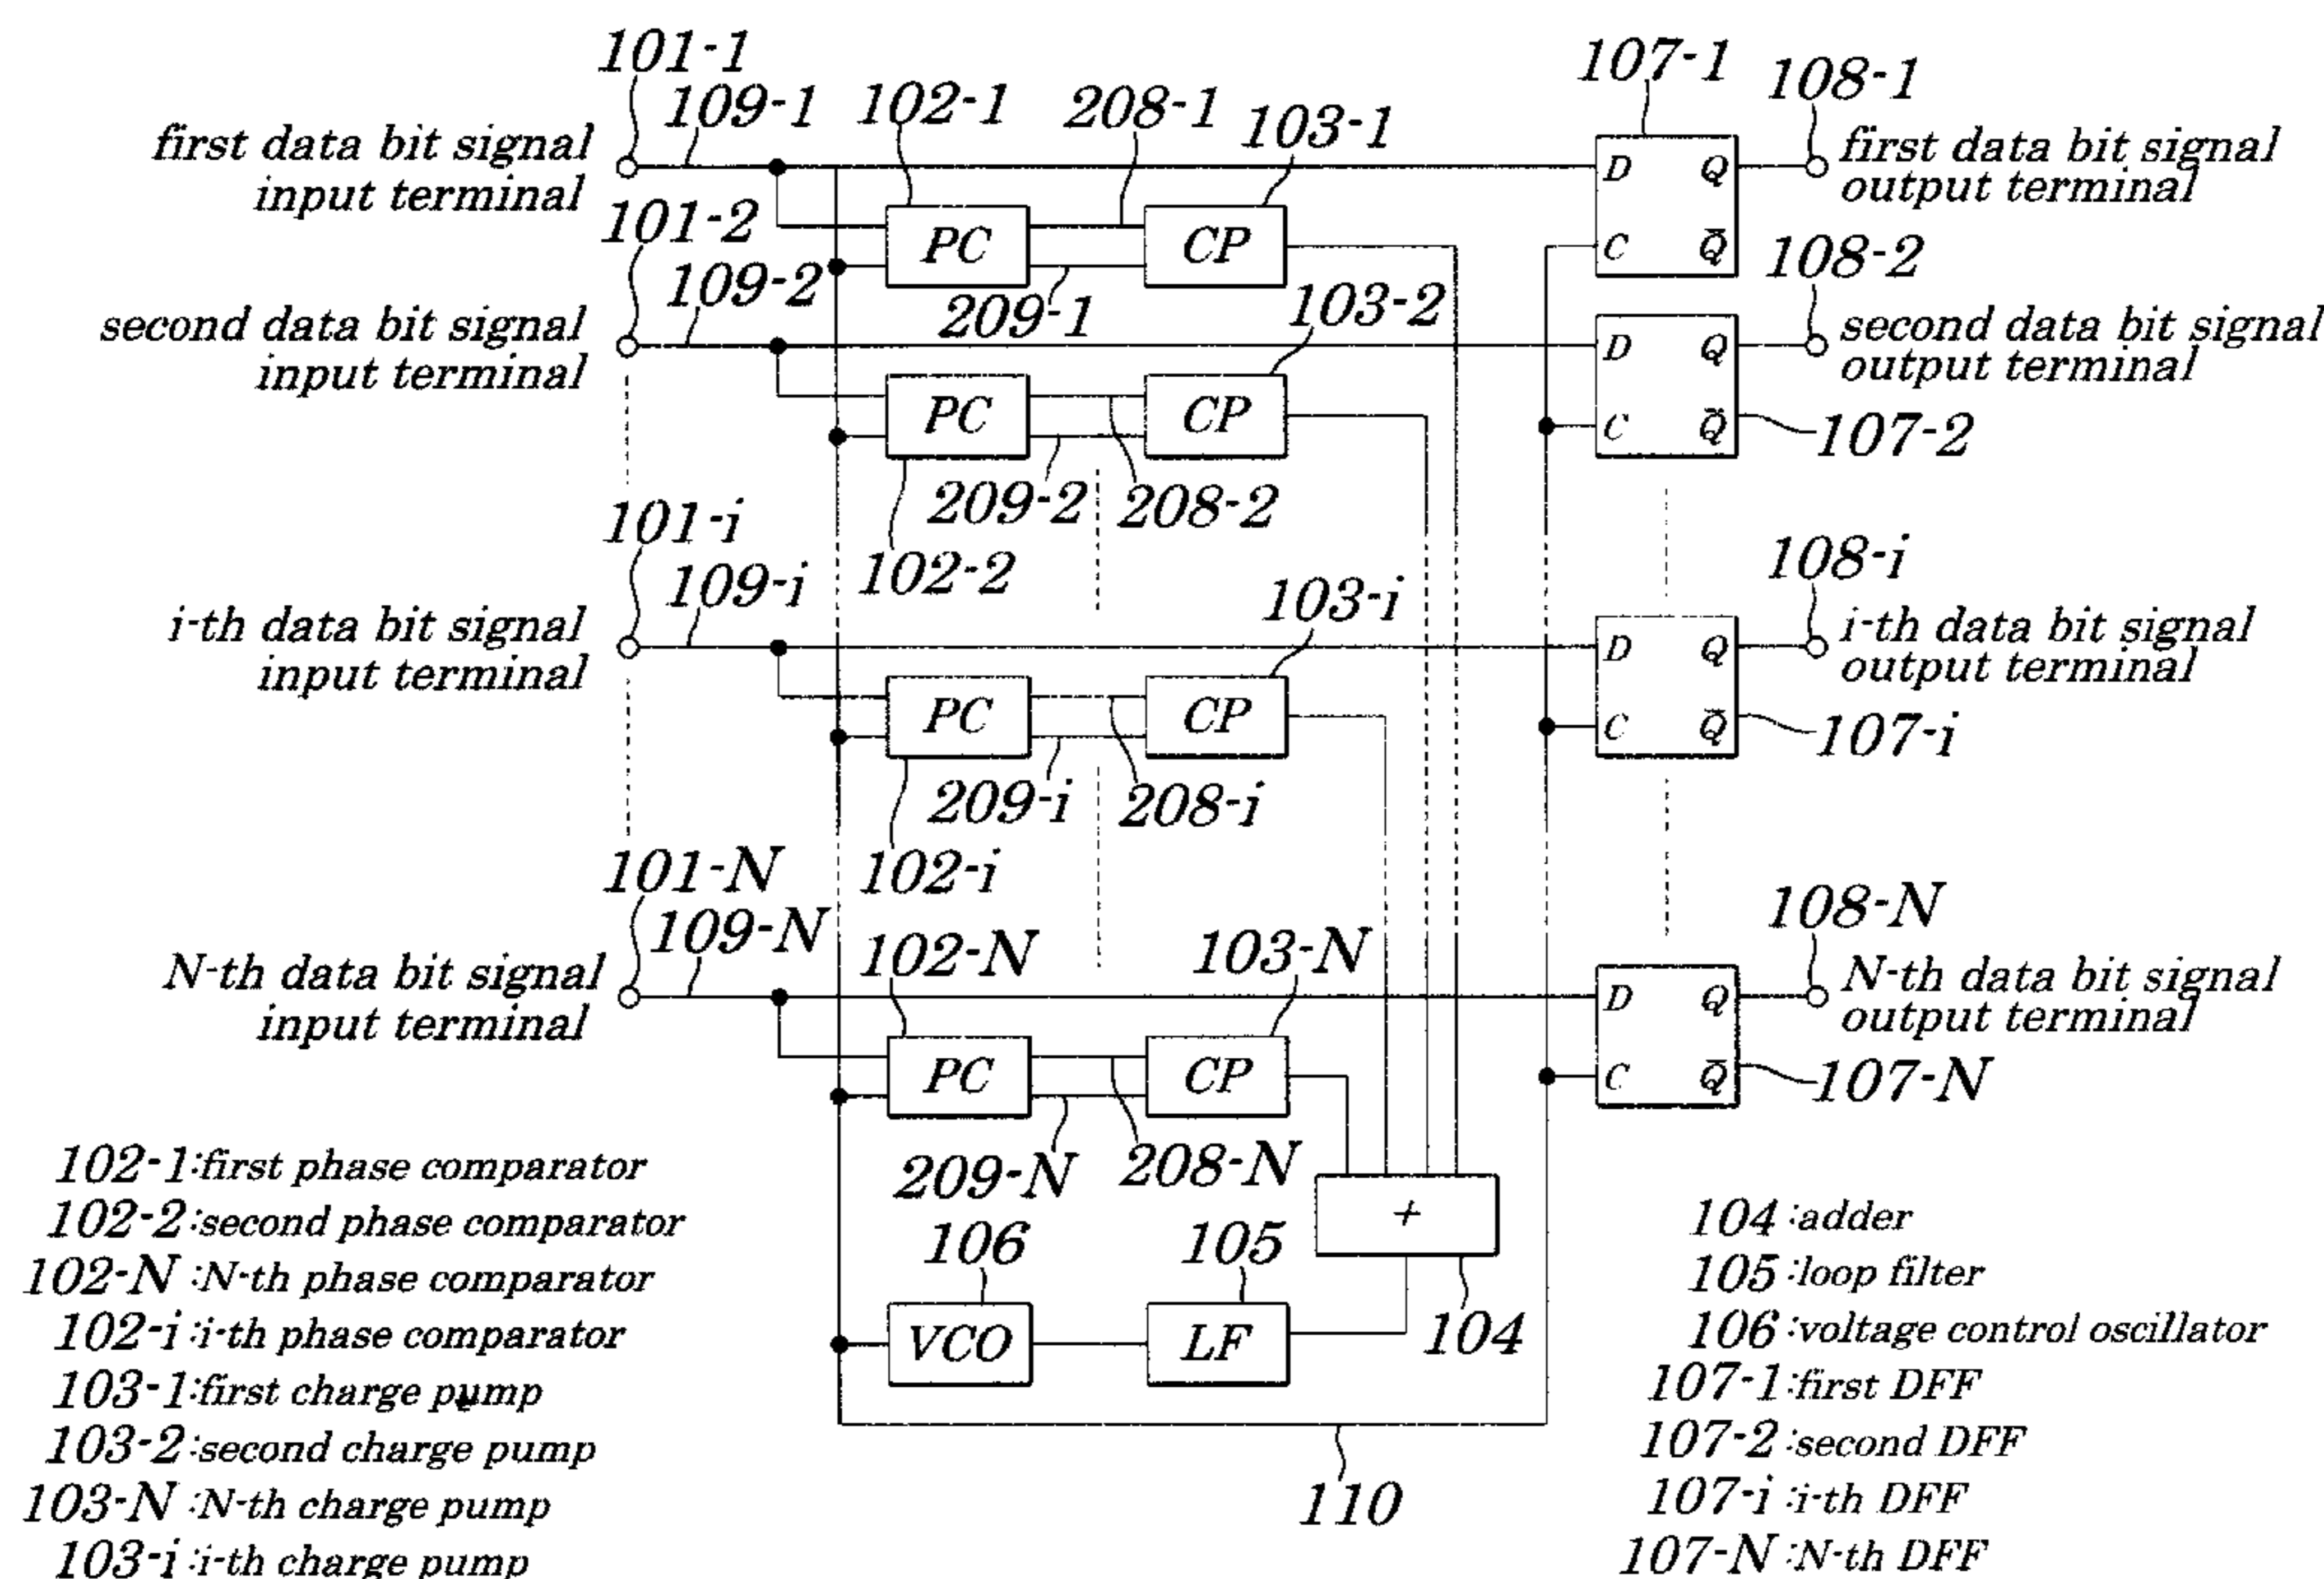 101-1
109-1
102-1
208-1
103-1
107-1
108-1
first data bit signal
input terminal
D Q
C Q̄
first data bit signal
output terminal
PC
CP
209-1
101-2
109-2
103-2
108-2
second data bit signal
input terminal
D Q
C Q̄
second data bit signal
output terminal
PC
CP
107-2
209-2
208-2
102-2
101-i
109-i
103-i
108-i
i-th data bit signal
input terminal
D Q
C Q̄
i-th data bit signal
output terminal
PC
CP
107-i
209-i
208-i
102-i
101-N
109-N
102-N
103-N
108-N
N-th data bit signal
input terminal
D Q
C Q̄
N-th data bit signal
output terminal
PC
CP
107-N
209-N
208-N
+
106
105
104
VCO
LF
110
102-1:first phase comparator
102-2:second phase comparator
102-N:N-th phase comparator
102-i:i-th phase comparator
103-1:first charge pump
103-2:second charge pump
103-N:N-th charge pump
103-i:i-th charge pump
104:adder
105:loop filter
106:voltage control oscillator
107-1:first DFF
107-2:second DFF
107-i:i-th DFF
107-N:N-th DFF